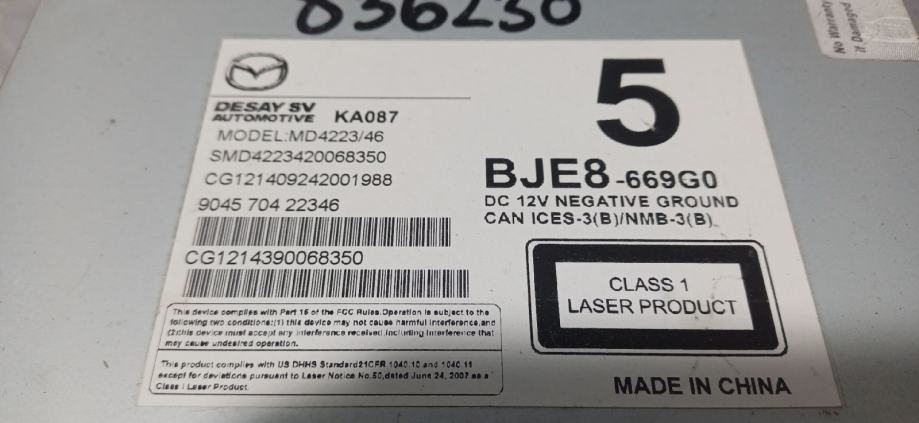 836230
No Warranty
if Damaged
DESAY SV
AUTOMOTIVE KA087
MODEL:MD4223/46
SMD4223420068350
CG121409242001988
9045 704 22346
CG1214390068350
This device complies with Part 15 of the FCC Rules.Operation is subject to the
following two conditions:(1) this device may not cause harmful interference,and
(2)this device must accept any interference received,including interference that
may cause undesired operation.
This product complies with US DHHS Standard21CFR 1040.10 and 1040.11
except for deviations pursuant to Laser Notice No.50,dated June 24, 2007 as a
Class I Laser Product.
5
BJE8 -669G0
DC 12V NEGATIVE GROUND
CAN ICES-3(B)/NMB-3(B)
CLASS 1
LASER PRODUCT
MADE IN CHINA